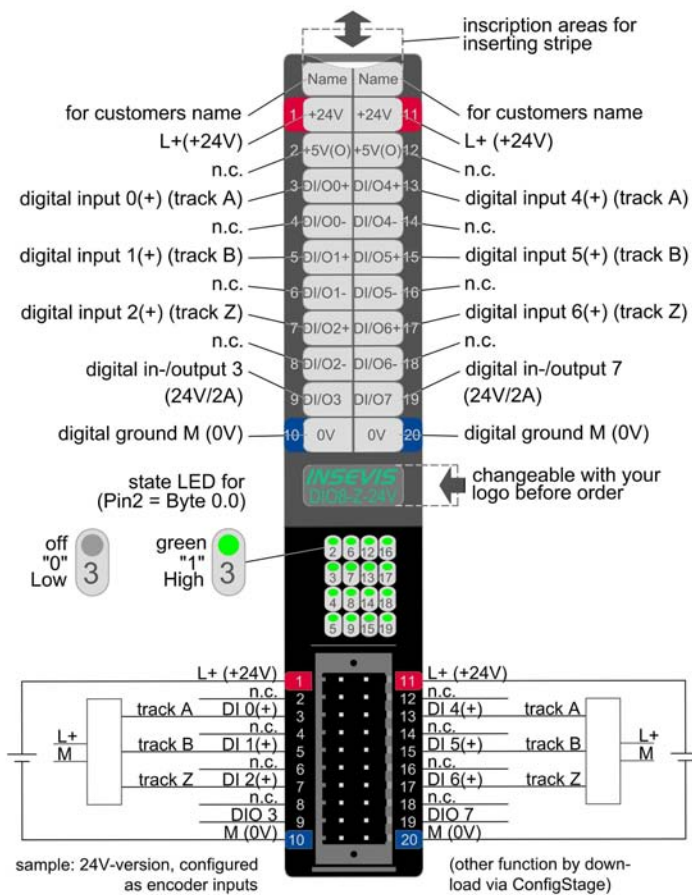 inscription areas for
inserting stripe
Name Name
for customers name
for customers name
1 +24V +24V 11
L+(+24V)
L+ (+24V)
2 +5V(O) +5V(O) 12
n.c.
n.c.
3 DI/O0+ DI/O4+ 13
digital input 0(+) (track A)
digital input 4(+) (track A)
4 DI/O0- DI/O4- 14
n.c.
n.c.
5 DI/O1+ DI/O5+ 15
digital input 1(+) (track B)
digital input 5(+) (track B)
6 DI/O1- DI/O5- 16
n.c.
n.c.
7 DI/O2+ DI/O6+ 17
digital input 2(+) (track Z)
digital input 6(+) (track Z)
8 DI/O2- DI/O6- 18
n.c.
n.c.
9 DI/O3 DI/O7 19
digital in-/output 3
(24V/2A)
digital in-/output 7
(24V/2A)
10 0V 0V 20
digital ground M (0V)
digital ground M (0V)
INSEVIS
DIO8-Z-24V
changeable with your
logo before order
state LED for
(Pin2 = Byte 0.0)
off
"0"
Low
3
green
"1"
High
3
2 6 12 16
3 7 13 17
4 8 14 18
5 9 15 19
L+ (+24V) 1 11 L+ (+24V)
n.c. 2 12 n.c.
track A DI 0(+) 3 13 DI 4(+) track A
n.c. 4 14 n.c.
L+ L+
track B DI 1(+) 5 15 DI 5(+) track B
M M
n.c. 6 16 n.c.
track Z DI 2(+) 7 17 DI 6(+) track Z
n.c. 8 18 n.c.
DIO 3 9 19 DIO 7
M (0V) 10 20 M (0V)
sample: 24V-version, configured
as encoder inputs
(other function by down-
load via ConfigStage)